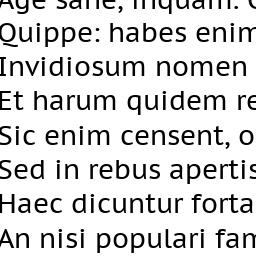 Age sane, inquam.
Quippe: habes enim
Invidiosum nomen
Et harum quidem re
Sic enim censent, o
Sed in rebus apertis
Haec dicuntur forta
An nisi populari fam